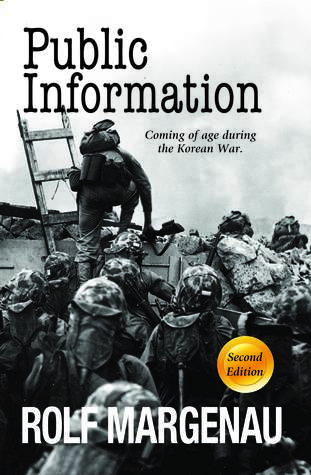 Public
Information
Coming of age during
the Korean War.
Second
Edition
ROLF MARGENAU